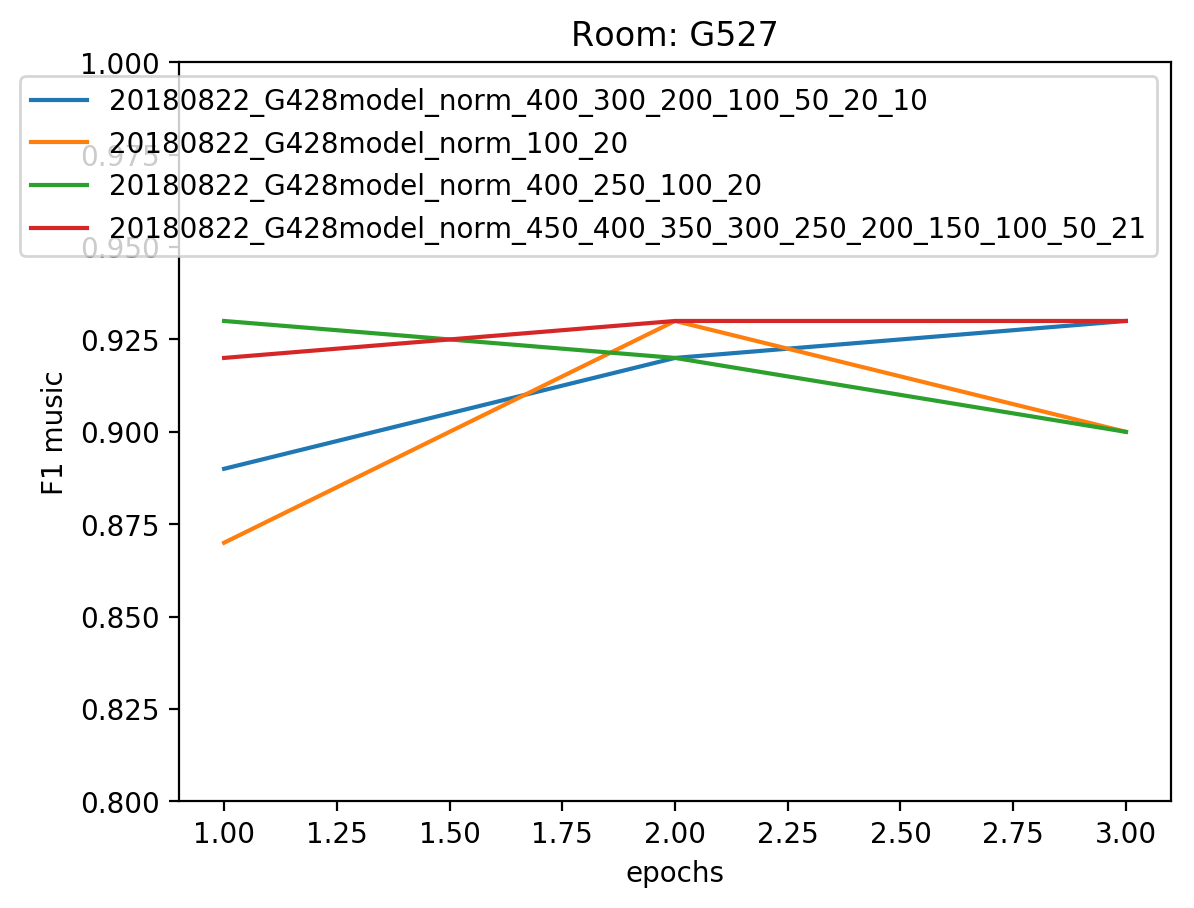 Room: G527
1.000
20180822_G428model_norm_400_300_200_100_50_20_10
20180822_G428model_norm_100_20
0.975
20180822_G428model_norm_400_250_100_20
20180822_G428model_norm_450_400_350_300_250_200_150_100_50_21
0.950
0.925
0.900
0.875
0.850
0.825
0.800
F1 music
1.00 1.25 1.50 1.75 2.00 2.25 2.50 2.75 3.00
epochs